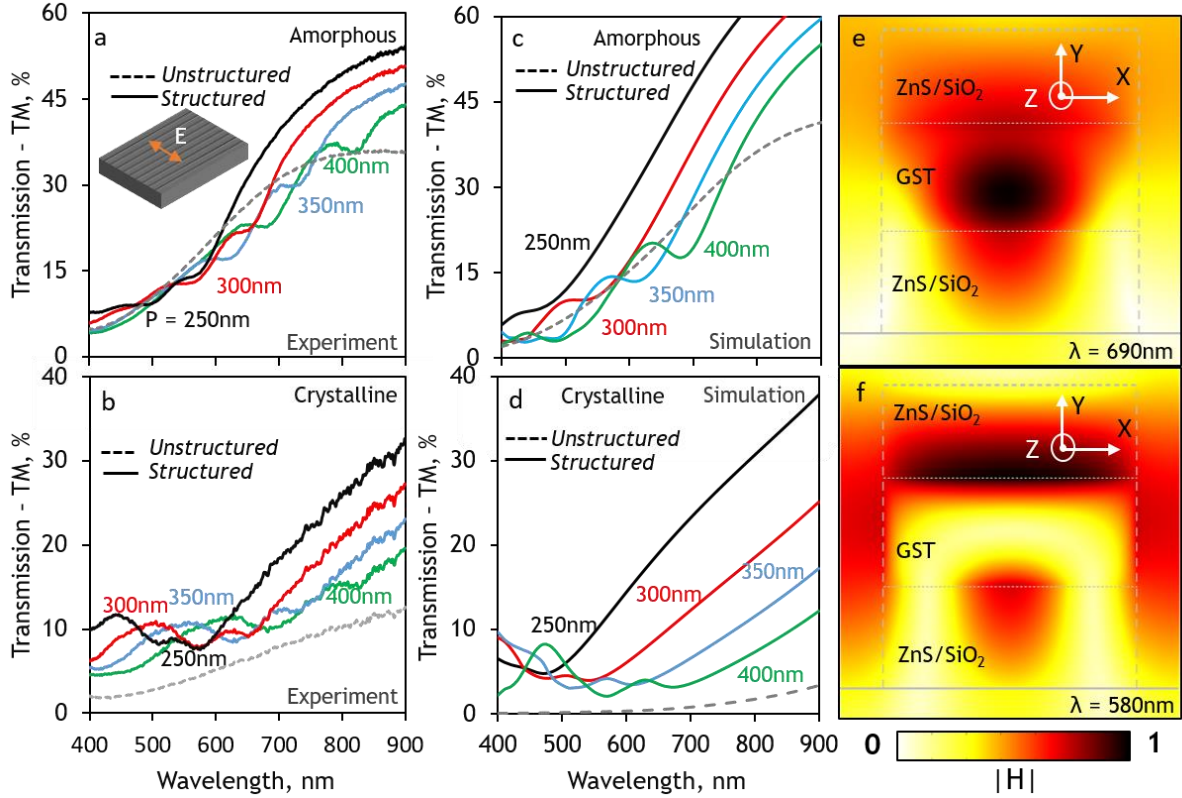 a
Amorphous
Unstructured
Structured
E
400nm
350nm
300nm
P = 250nm
Experiment
60
45
30
15
0
Transmission - TM, %
c
Amorphous
Unstructured
Structured
250nm
400nm
350nm
300nm
Simulation
60
45
30
15
0
Transmission - TM, %
e
Y
X
Z
ZnS/SiO₂
GST
ZnS/SiO₂
λ = 690nm
b
Crystalline
Unstructured
Structured
300nm
350nm
400nm
250nm
Experiment
40
30
20
10
0
Transmission - TM, %
400 500 600 700 800 900
Wavelength, nm
d
Crystalline
Simulation
Unstructured
Structured
250nm
300nm
350nm
400nm
40
30
20
10
0
Transmission - TM, %
400 500 600 700 800 900
Wavelength, nm
f
Y
X
Z
ZnS/SiO₂
GST
ZnS/SiO₂
λ = 580nm
0
1
|H|